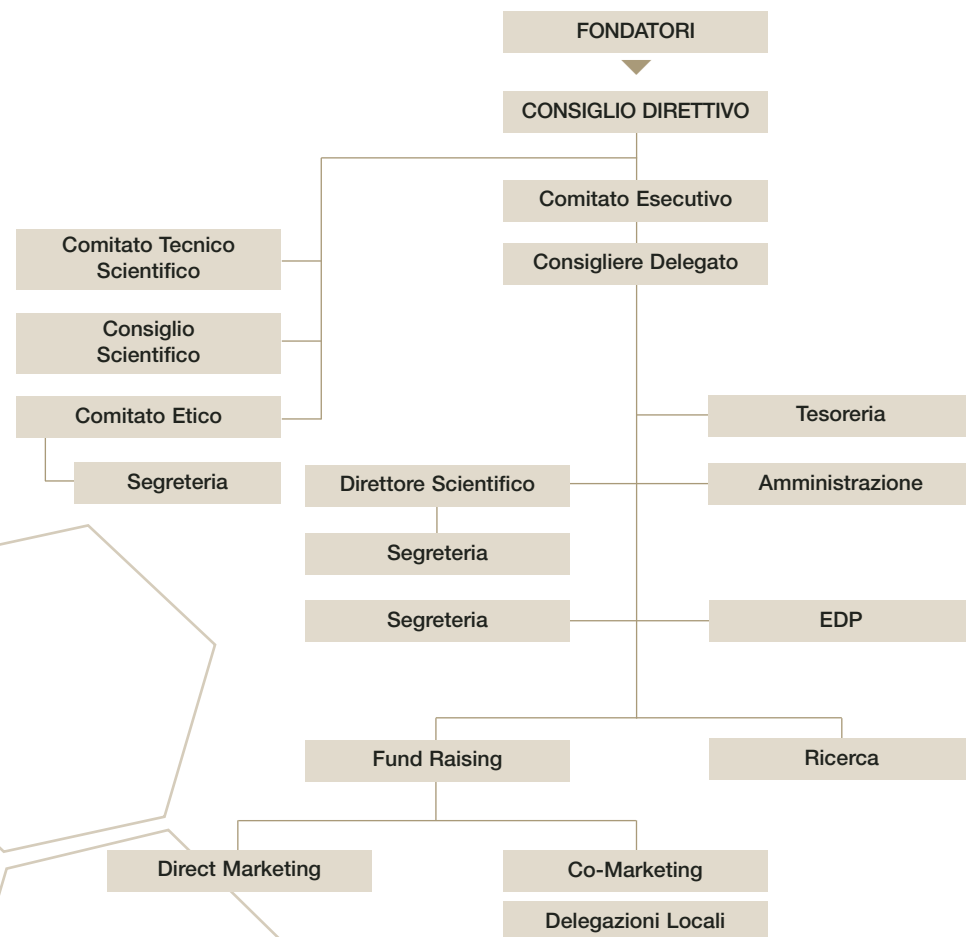 FONDATORI
CONSIGLIO DIRETTIVO
Comitato Esecutivo
Comitato Tecnico
Scientifico
Consigliere Delegato
Consiglio
Scientifico
Comitato Etico
Tesoreria
Segreteria
Direttore Scientifico
Amministrazione
Segreteria
Segreteria
EDP
Fund Raising
Ricerca
Direct Marketing
Co-Marketing
Delegazioni Locali